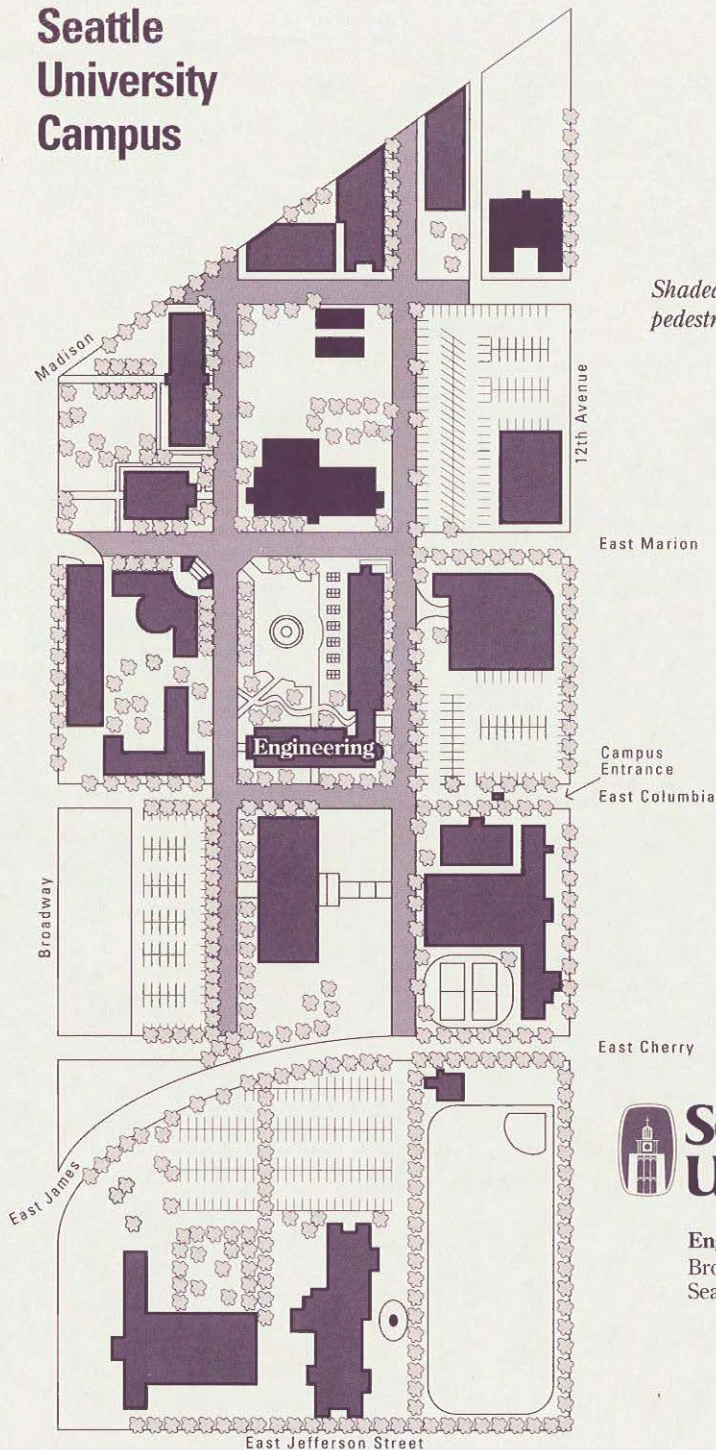 Seattle
University
Campus
Madison
12th Avenue
East Marion
Engineering
Campus
Entrance
East Columbia
Broadway
East Cherry
East James
East Jefferson Street